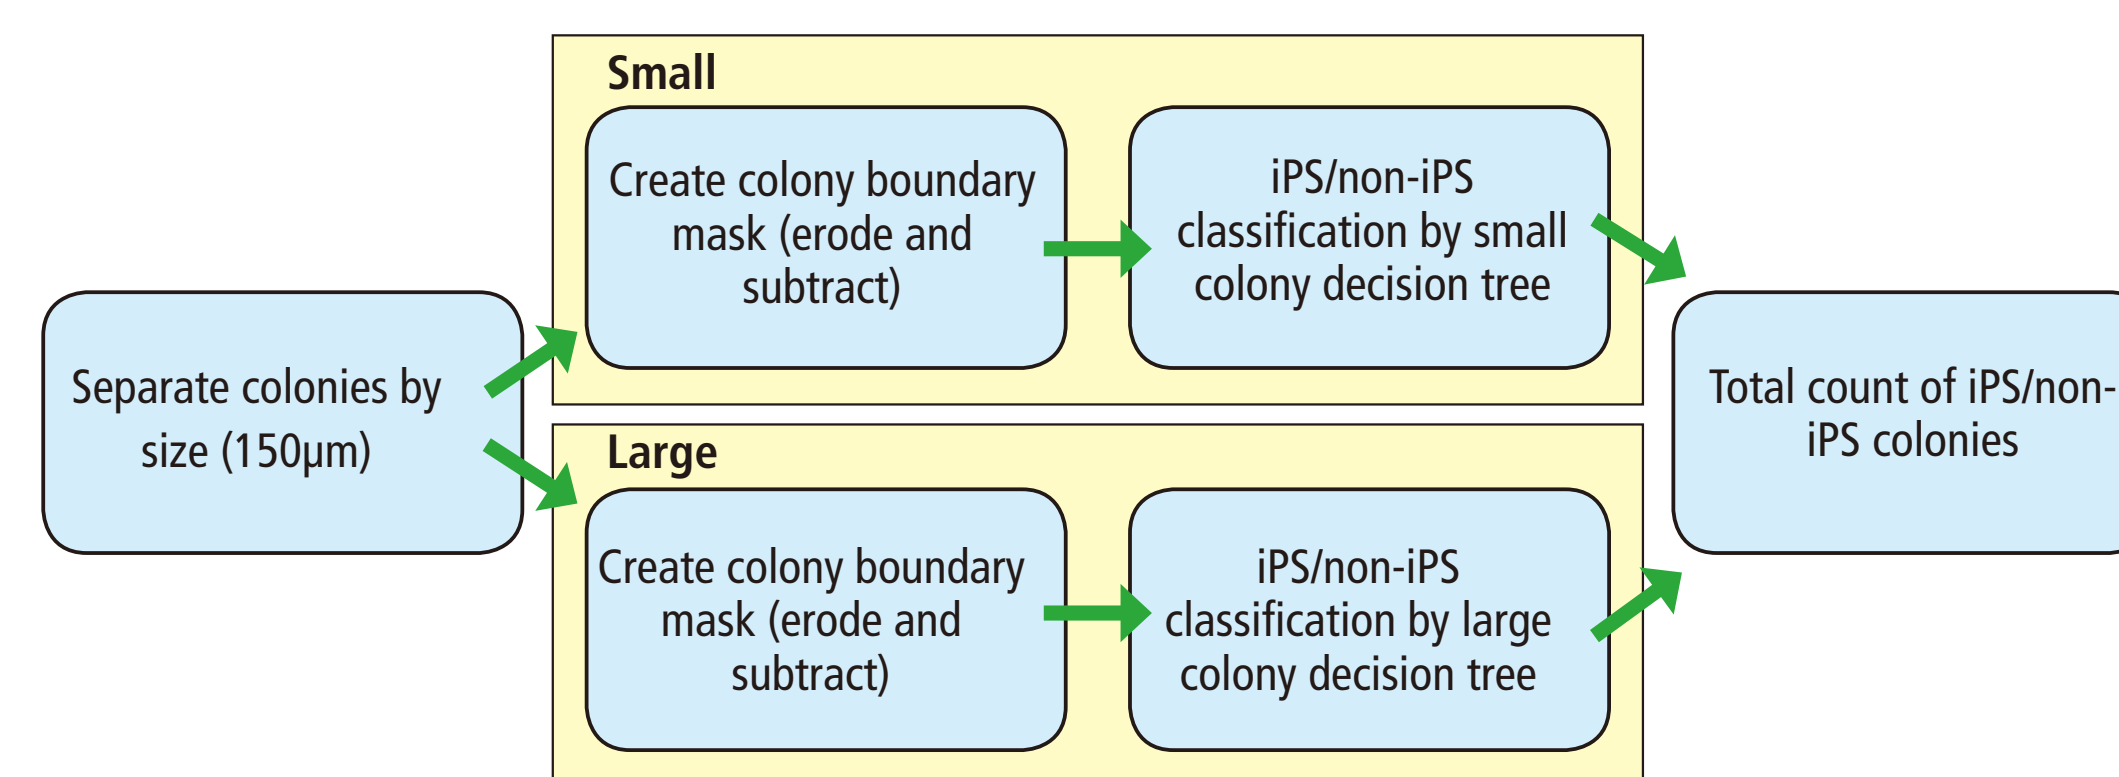 Separate colonies by
size (150µm)
Small
Create colony boundary
mask (erode and
subtract)
iPS/non-iPS
classification by small
colony decision tree
Large
Create colony boundary
mask (erode and
subtract)
iPS/non-iPS
classification by large
colony decision tree
Total count of iPS/non-
iPS colonies